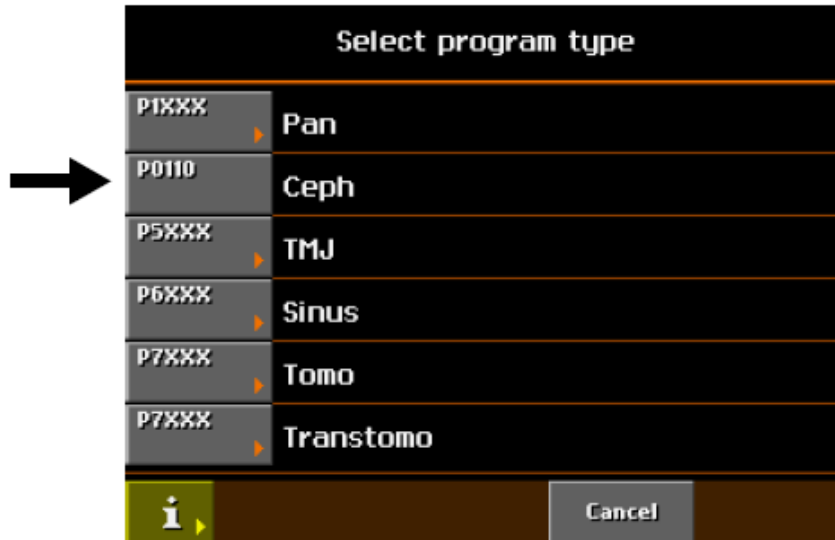 Select program type
P1XXX
Pan
P0110
Ceph
P5XXX
TMJ
P6XXX
Sinus
P7XXX
Tomo
P7XXX
Transtomo
i
Cancel